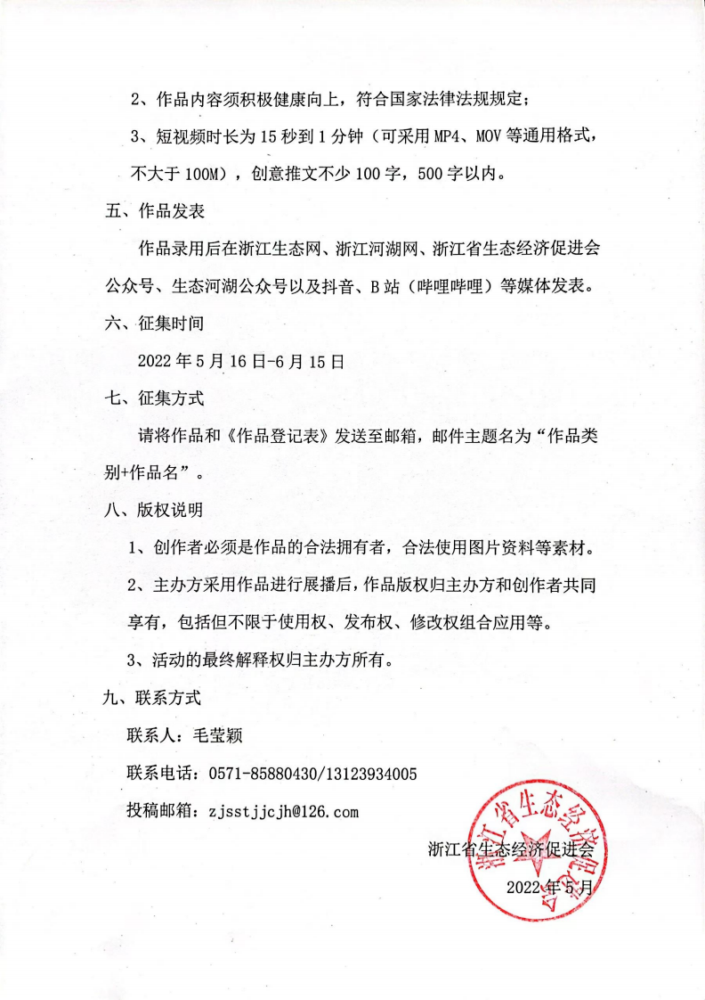 2、作品内容须积极健康向上，符合国家法律法规规定；
3、短视频时长为 15 秒到 1 分钟（可采用 MP4、MOV 等通用格式，
不大于 100M），创意推文不少 100 字，500 字以内。
五、作品发表
作品录用后在浙江生态网、浙江河湖网、浙江省生态经济促进会
公众号、生态河湖公众号以及抖音、B 站（哔哩哔哩）等媒体发表。
六、征集时间
2022 年 5 月 16 日-6 月 15 日
七、征集方式
请将作品和《作品登记表》发送至邮箱，邮件主题名为“作品类
别+作品名”。
八、版权说明
1、创作者必须是作品的合法拥有者，合法使用图片资料等素材。
2、主办方采用作品进行展播后，作品版权归主办方和创作者共同
享有，包括但不限于使用权、发布权、修改权组合应用等。
3、活动的最终解释权归主办方所有。
九、联系方式
联系人：毛莹颖
联系电话：0571-85880430/13123934005
投稿邮箱：zjsstjjcjh@126.com
浙江省生态经济促进会
2022 年 5 月
浙江省生态经济促进会